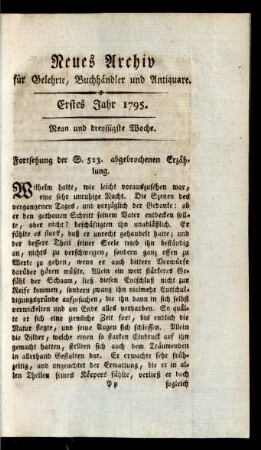 Neues Archiv
für Gelehrte, Buchhändler und Antiquare.
Erstes Jahr 1795.
Neun und dreyssigste Woche.
Fortsetzung der S. 523. abgebrochenen Erzäh-
lung.
Wilhelm hatte, wie leicht vorauszusehen war,
eine sehr unruhige Nacht. Die Szenen des
vergangenen Tages, und vorzüglich der Gedanke: ob
er den gethanen Schritt seinem Vater entdecken soll-
te, oder nicht? beschäftigten ihn unabläßlich. Er
fühlte es zwar, daß er unrecht gehandelt hatte; und
der bessere Theil seiner Seele rieth ihm beständig
an, nichts zu verschweigen, sondern ganz offen zu
Werke zu gehen, wenn er auch bittere Vorwürfe
darüber hören müßte. Allein ein weit stärkeres Ge-
fühl der Schaam, ließ diesen Entschluß nicht zur
Reife kommen, sondern zwang ihn vielmehr Entschul-
digungsgründe aufzusuchen, die ihn dann in sich selbst
verwickelten und am Ende alles verdarben. So quäl-
te er sich eine ziemliche Zeit fort, bis endlich die
Natur siegte, und seine Augen sich schlossen. Allein
die Bilder, welche einen so starken Eindruck auf ihn
gemacht hatten, stellten sich auch dem Träumenden
in allerhand Gestalten dar. Er erwachte sehr früh-
zeitig, und ungeachtet der Ermattung, die er in al-
len Theilen seines Körpers fühlte, verließ er doch
Pp sogleich